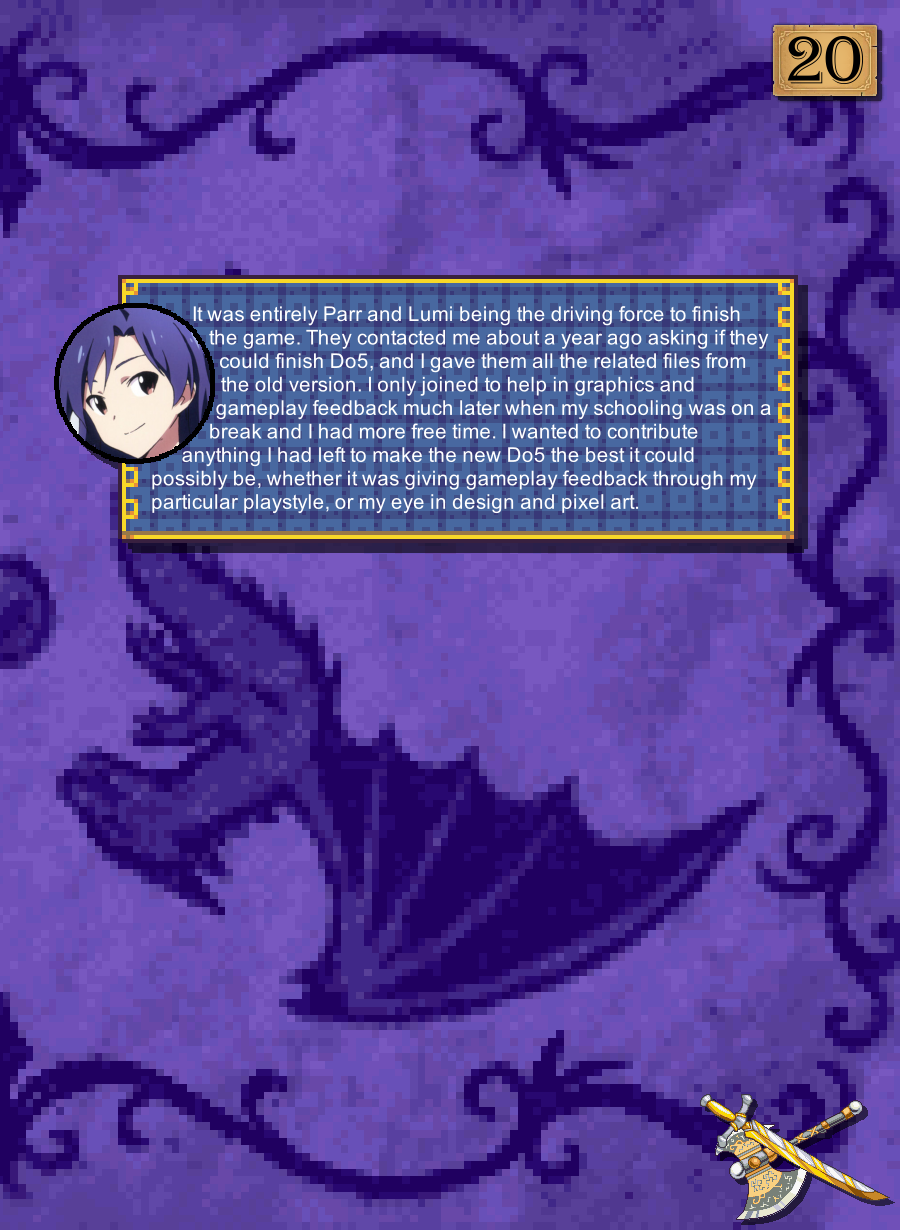 20
It was entirely Parr and Lumi being the driving force to finish
the game. They contacted me about a year ago asking if they
could finish Do5, and I gave them all the related files from
the old version. I only joined to help in graphics and
gameplay feedback much later when my schooling was on a
break and I had more free time. I wanted to contribute
anything I had left to make the new Do5 the best it could
possibly be, whether it was giving gameplay feedback through my
particular playstyle, or my eye in design and pixel art.